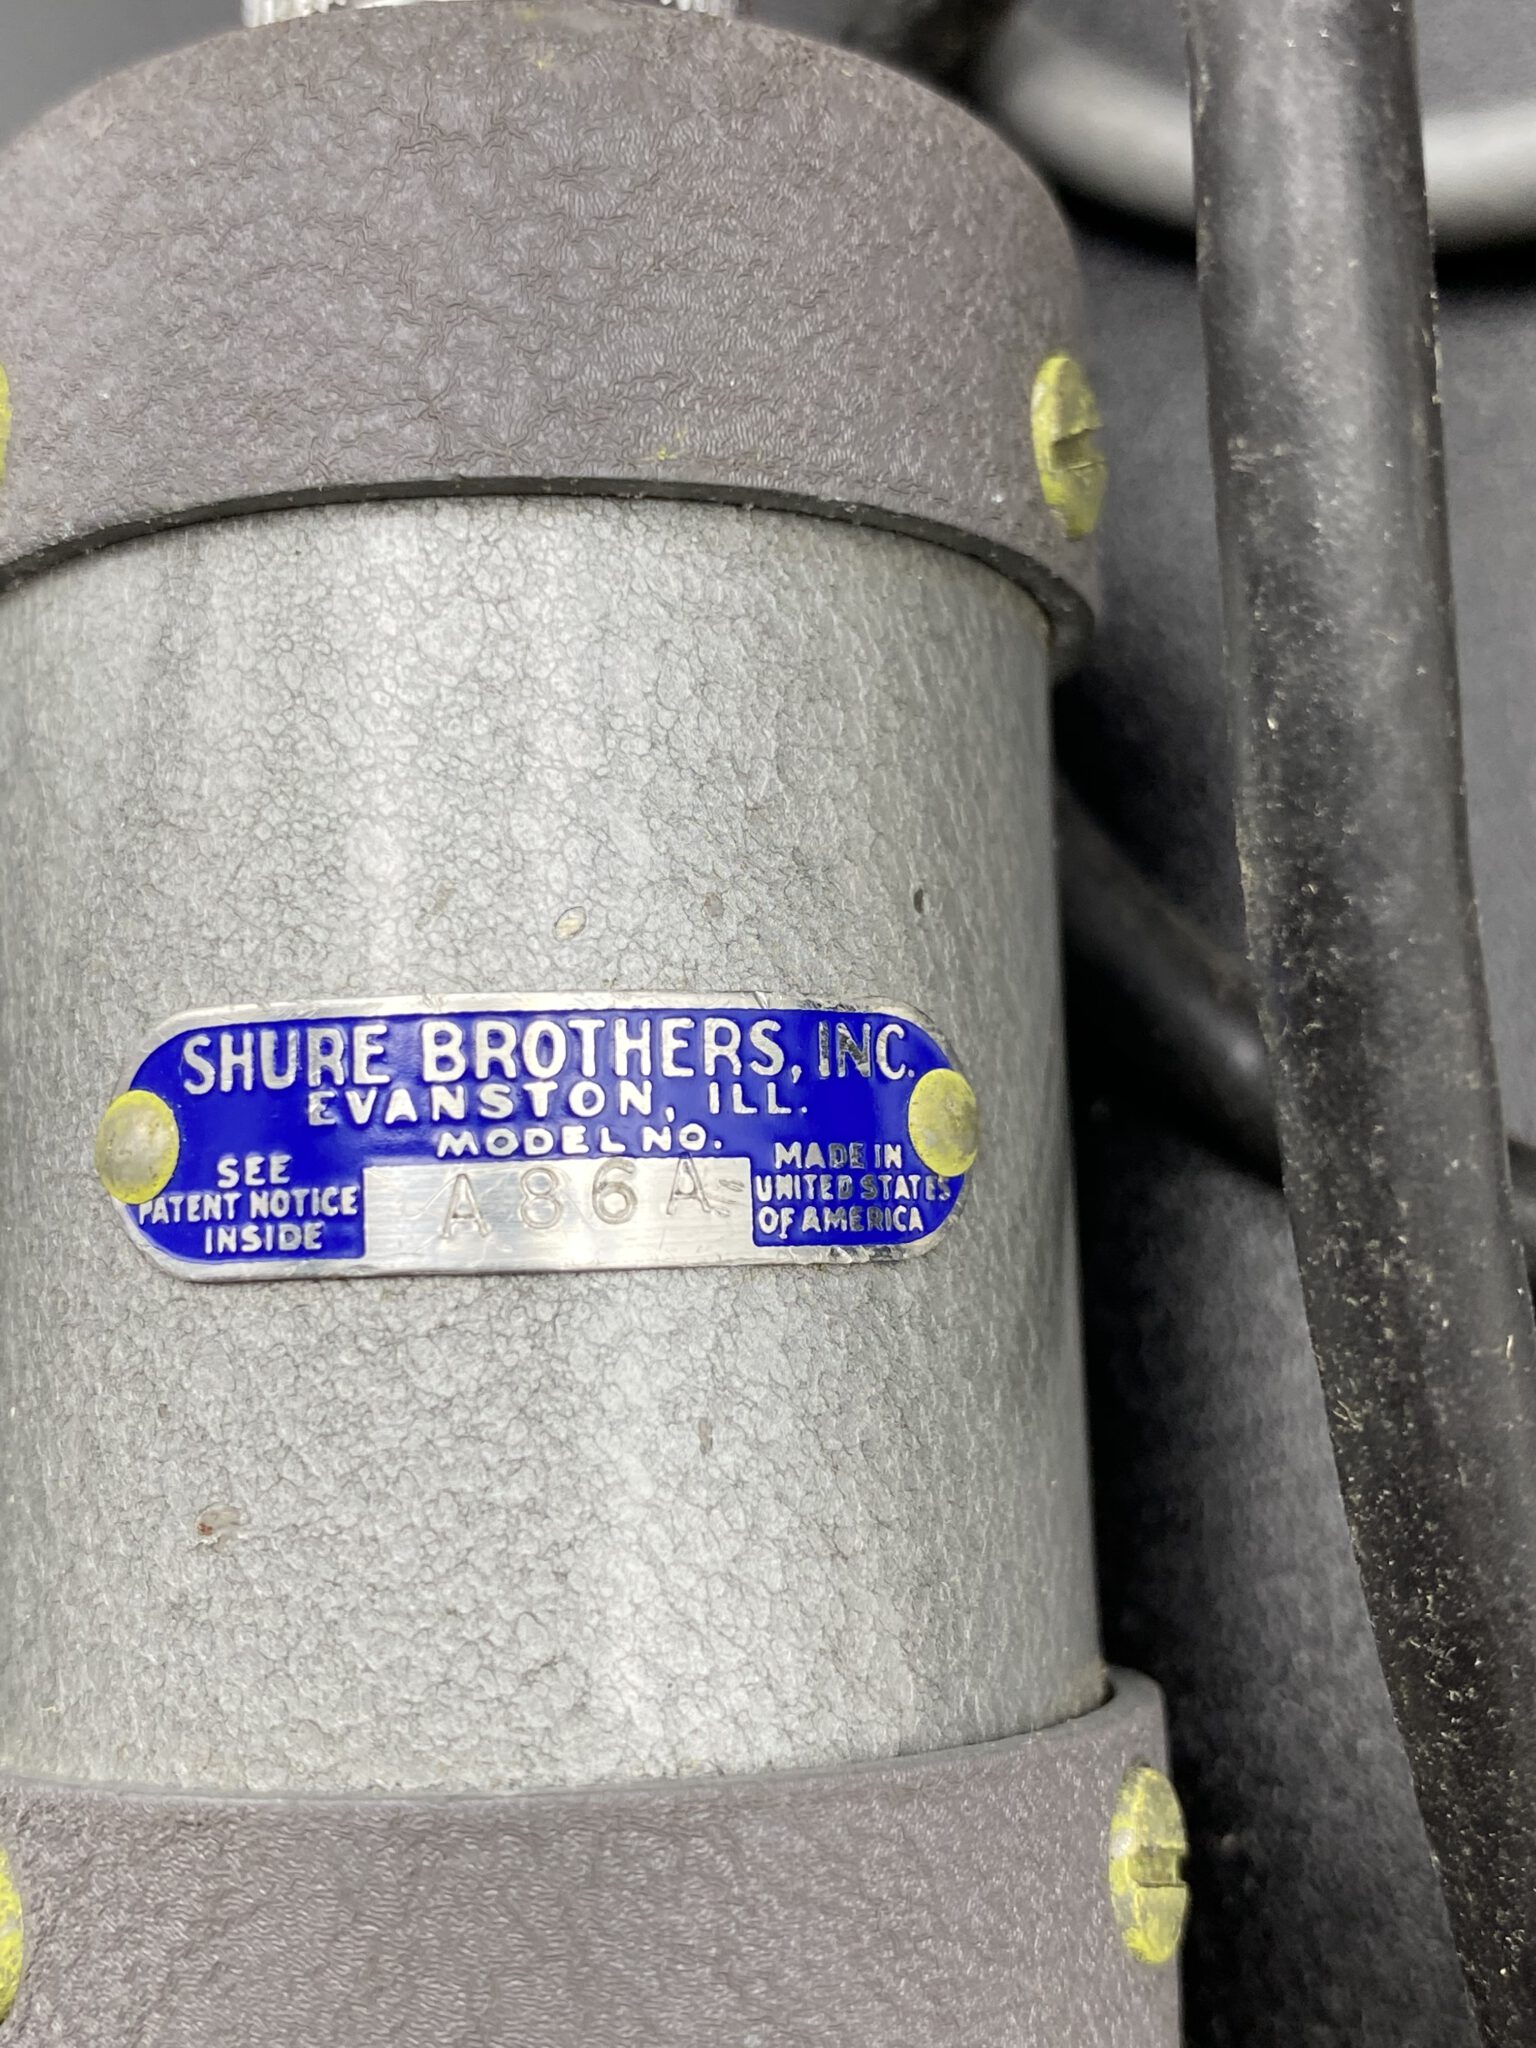 SHURE BROTHERS, INC.
EVANSTON, ILL.
MODEL NO.
A86A
SEE
PATENT NOTICE
INSIDE
MADE IN
UNITED STATES
OF AMERICA